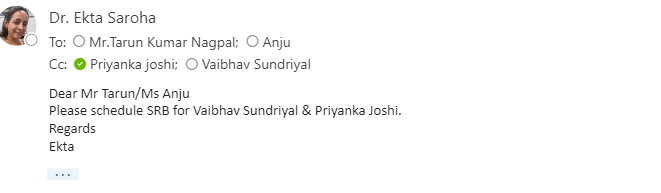 Dr. Ekta Saroha
To: Mr.Tarun Kumar Nagpal; Anju
Cc: Priyanka joshi; Vaibhav Sundriyal
Dear Mr Tarun/Ms Anju
Please schedule SRB for Vaibhav Sundriyal & Priyanka Joshi.
Regards
Ekta
...